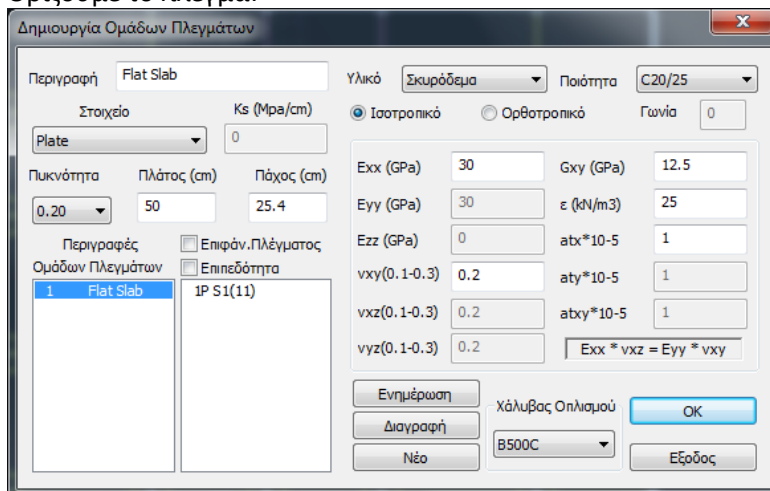 Δημιουργία Ομάδων Πλεγμάτων
x
Περιγραφή Flat Slab Υλικό Σκυρόδεμα Ποιότητα C20/25
Στοιχείο Ks (Mpa/cm) Ισοτροπικό Ορθοτροπικό Γωνία 0
Plate 0
Πυκνότητα Πλάτος (cm) Πάχος (cm) Exx (GPa) 30 Gxy (GPa) 12.5
0.20 50 25.4 Eyy (GPa) 30 ε (kN/m3) 25
Περιγραφές Επιφάν.Πλέγματος Ezz (GPa) 0 atx*10-5 1
Ομάδων Πλεγμάτων Επιπεδότητα vxy(0.1-0.3) 0.2 aty*10-5 1
1 Flat Slab 1P S1(11) vxz(0.1-0.3) 0.2 atxy*10-5 1
vyz(0.1-0.3) 0.2 Exx * vxz = Eyy * vxy
Ενημέρωση Χάλυβας Οπλισμού OK
Διαγραφή B500C
Νέο Εξοδος